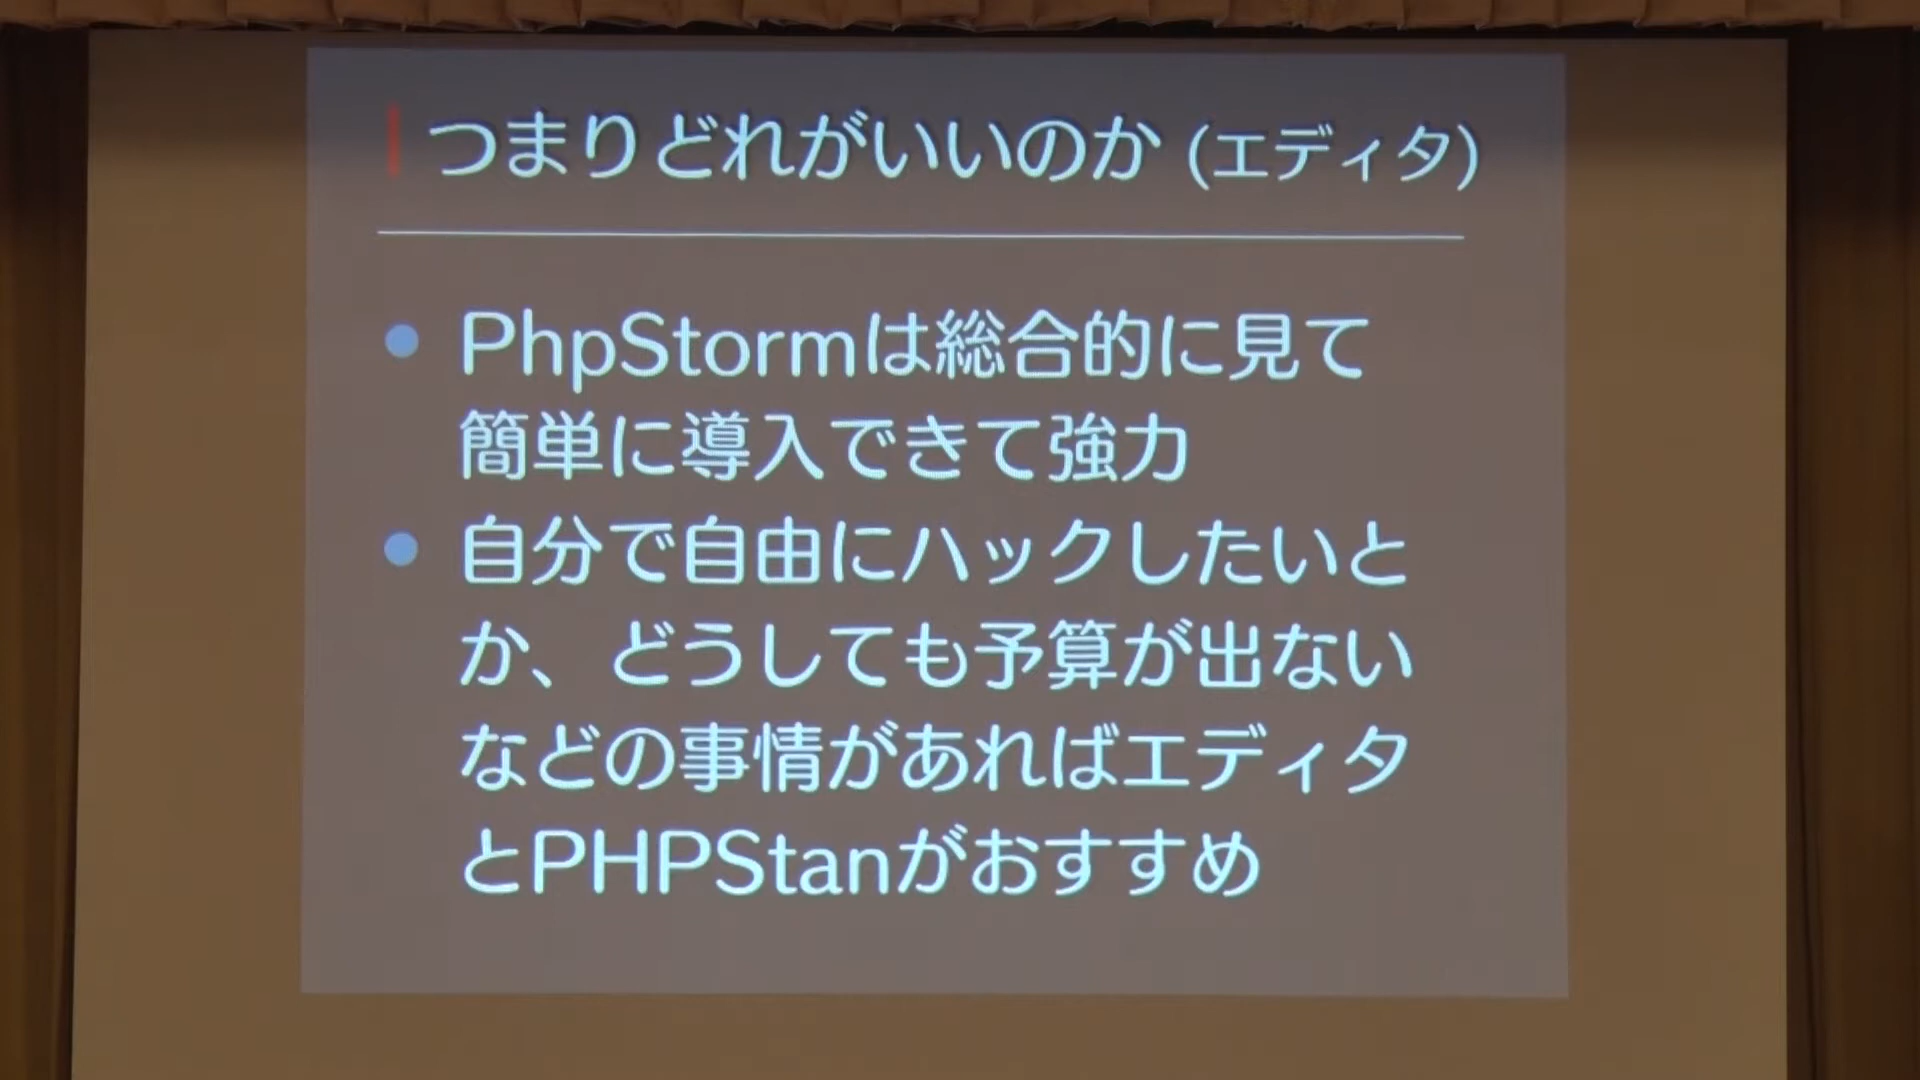 つまりどれがいいのか (エディタ)
PhpStormは総合的に見て
簡単に導入できて強力
自分で自由にハックしたいと
か、どうしても予算が出ない
などの事情があればエディタ
とPHPStanがおすすめ